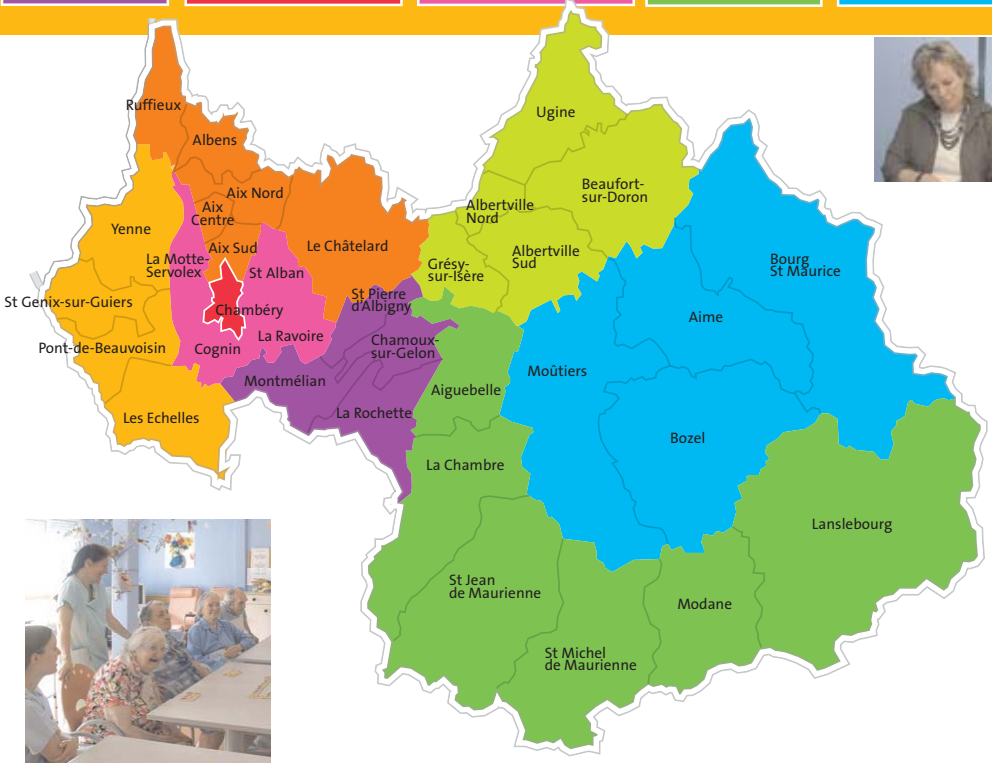 Ugine
Ruffieux
Albens
Beaufort-
sur-Doron
Aix Nord
Albertville
Nord
Aix
Centre
Yenne
Aix Sud
Le Châtelard
Albertville
Sud
La Motte-
Servolex
St Alban
Grésy-
sur-Isère
Bourg
St Maurice
St Genix-sur-Guiers
St Pierre
d'Albigny
Chambéry
Aime
La Ravoire
Pont-de-Beauvoisin
Cognin
Chamoux-
sur-Gelon
Moûtiers
Montmélian
Aiguebelle
Les Echelles
La Rochette
Bozel
La Chambre
Lanslebourg
St Jean
de Maurienne
Modane
St Michel
de Maurienne